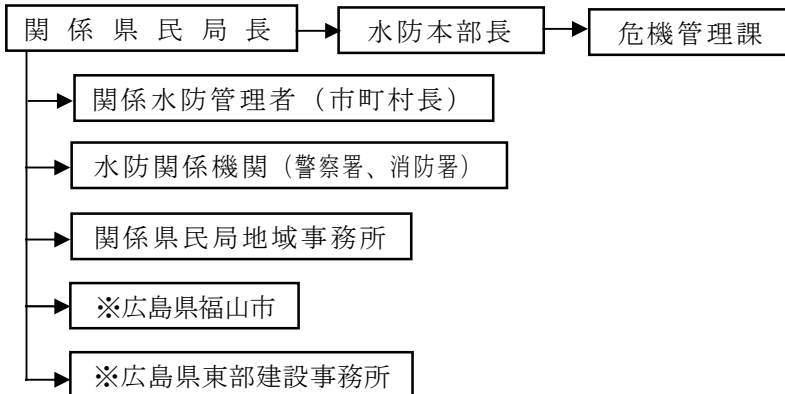 関係県民局長
水防本部長
危機管理課
関係水防管理者（市町村長）
水防関係機関（警察署、消防署）
関係県民局地域事務所
※広島県福山市
※広島県東部建設事務所